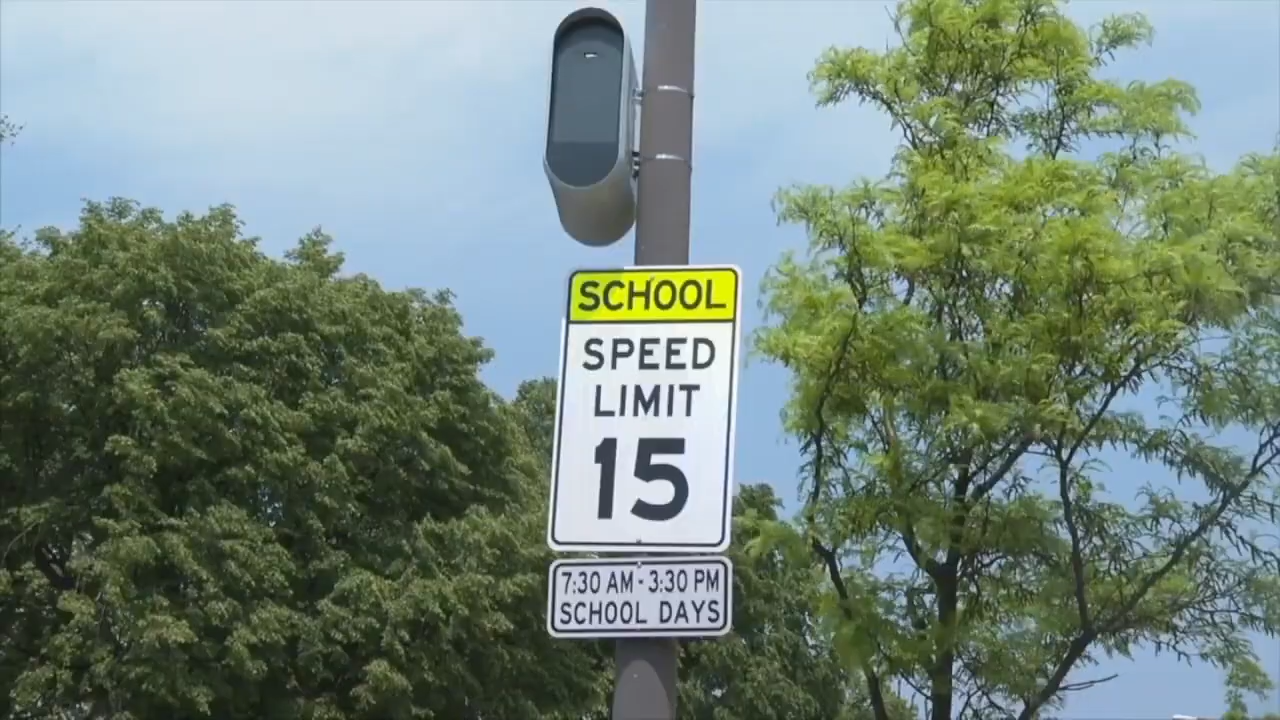 SCHOOL
SPEED
LIMIT
15
7:30 AM - 3:30 PM
SCHOOL DAYS